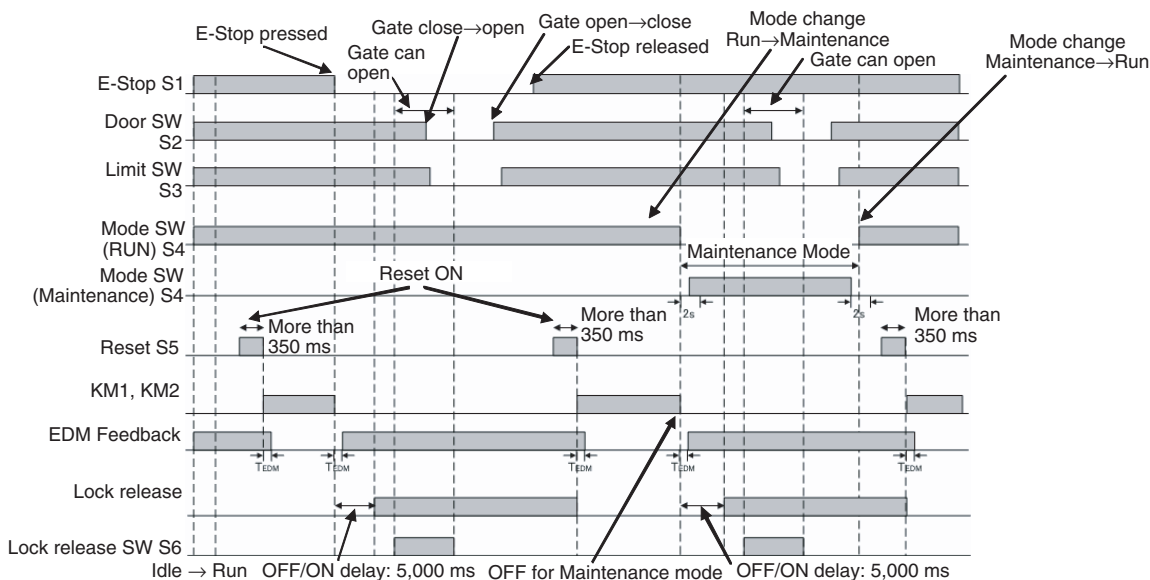 E-Stop pressed
Gate close→open
Gate can
open
Gate open→close
E-Stop released
Mode change
Run→Maintenance
Gate can open
Mode change
Maintenance→Run
E-Stop S1
Door SW
S2
Limit SW
S3
Mode SW
(RUN) S4
Maintenance Mode
Mode SW
(Maintenance) S4
Reset ON
2s
2s
More than
350 ms
More than
350 ms
More than
350 ms
Reset S5
KM1, KM2
EDM Feedback
TEDM
TEDM
TEDM
TEDM
TEDM
Lock release
Lock release SW S6
Idle → Run
OFF/ON delay: 5,000 ms
OFF for Maintenance mode
OFF/ON delay: 5,000 ms